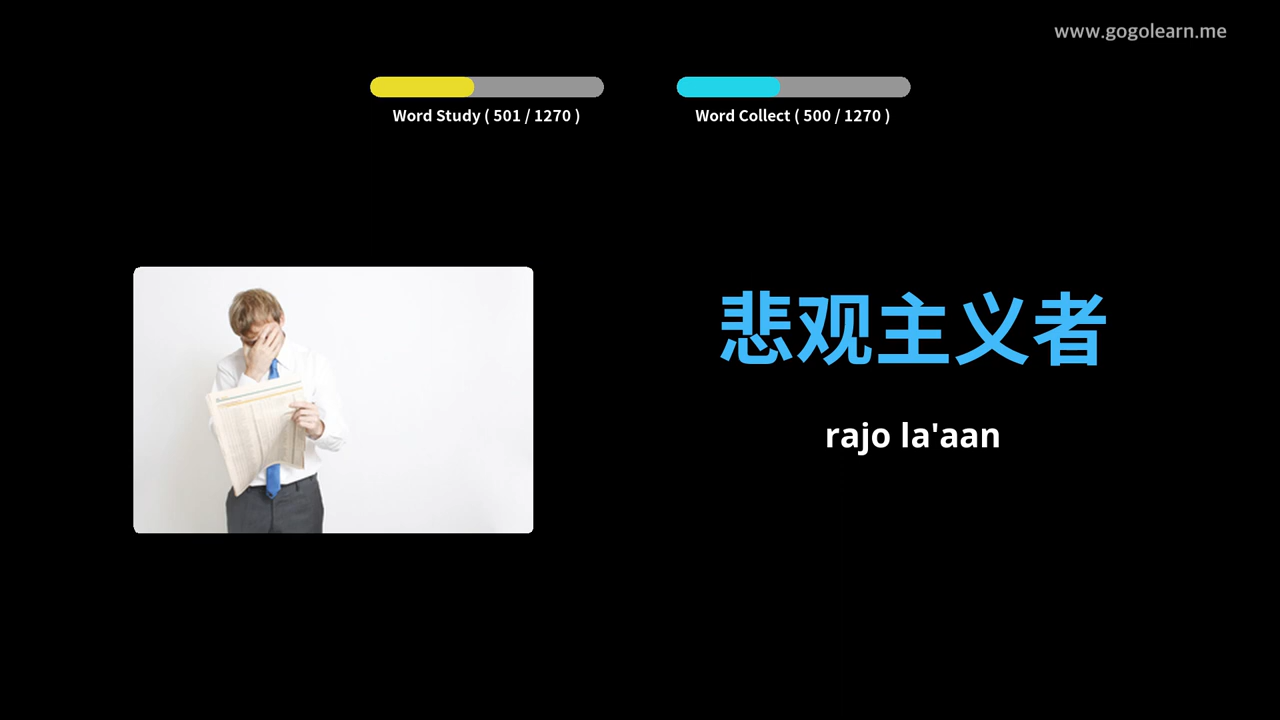 www.gogolearn.me
Word Study ( 501 / 1270 )
Word Collect ( 500 / 1270 )
悲观主义者
rajo la'aan